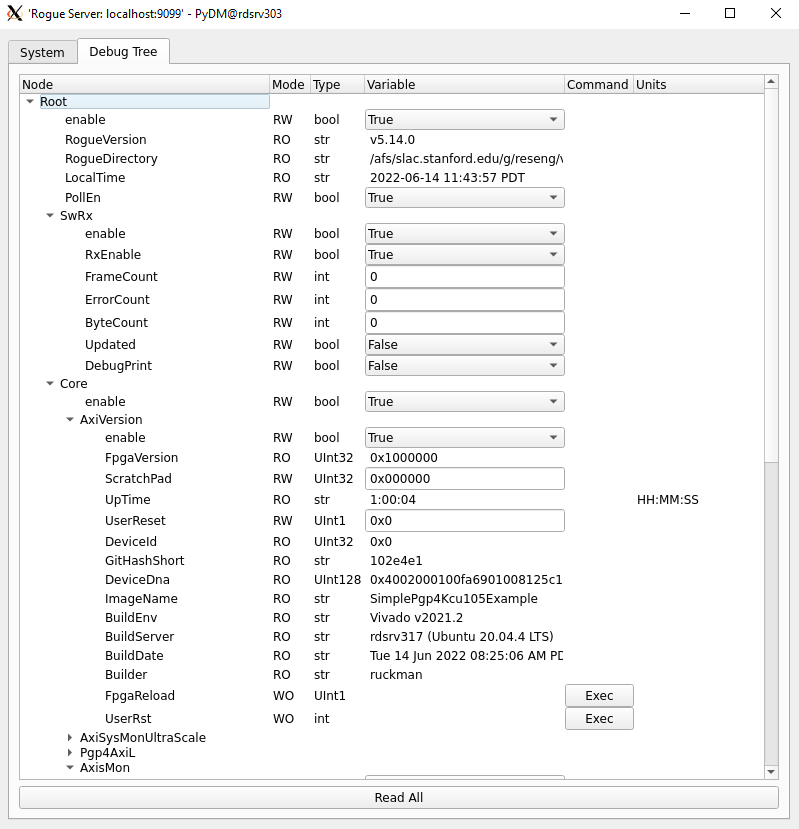 'Rogue Server: localhost:9099' - PyDM@rdsrv303
System Debug Tree
Node Mode Type Variable Command Units
Root
enable RW bool True
RogueVersion RO str v5.14.0
RogueDirectory RO str /afs/slac.stanford.edu/g/reseng/v
LocalTime RO str 2022-06-14 11:43:57 PDT
PollEn RW bool True
SwRx
enable RW bool True
RxEnable RW bool True
FrameCount RW int 0
ErrorCount RW int 0
ByteCount RW int 0
Updated RW bool False
DebugPrint RW bool False
Core
enable RW bool True
AxiVersion
enable RW bool True
FpgaVersion RO UInt32 0x1000000
ScratchPad RW UInt32 0x000000
UpTime RO str 1:00:04 HH:MM:SS
UserReset RW UInt1 0x0
DeviceId RO UInt32 0x0
GitHashShort RO str 102e4e1
DeviceDna RO UInt128 0x4002000100fa6901008125c1
ImageName RO str SimplePgp4Kcu105Example
BuildEnv RO str Vivado v2021.2
BuildServer RO str rdsrv317 (Ubuntu 20.04.4 LTS)
BuildDate RO str Tue 14 Jun 2022 08:25:06 AM PD
Builder RO str ruckman
FpgaReload WO UInt1 Exec
UserRst WO int Exec
AxiSysMonUltraScale
Pgp4AxiL
AxisMon
Read All